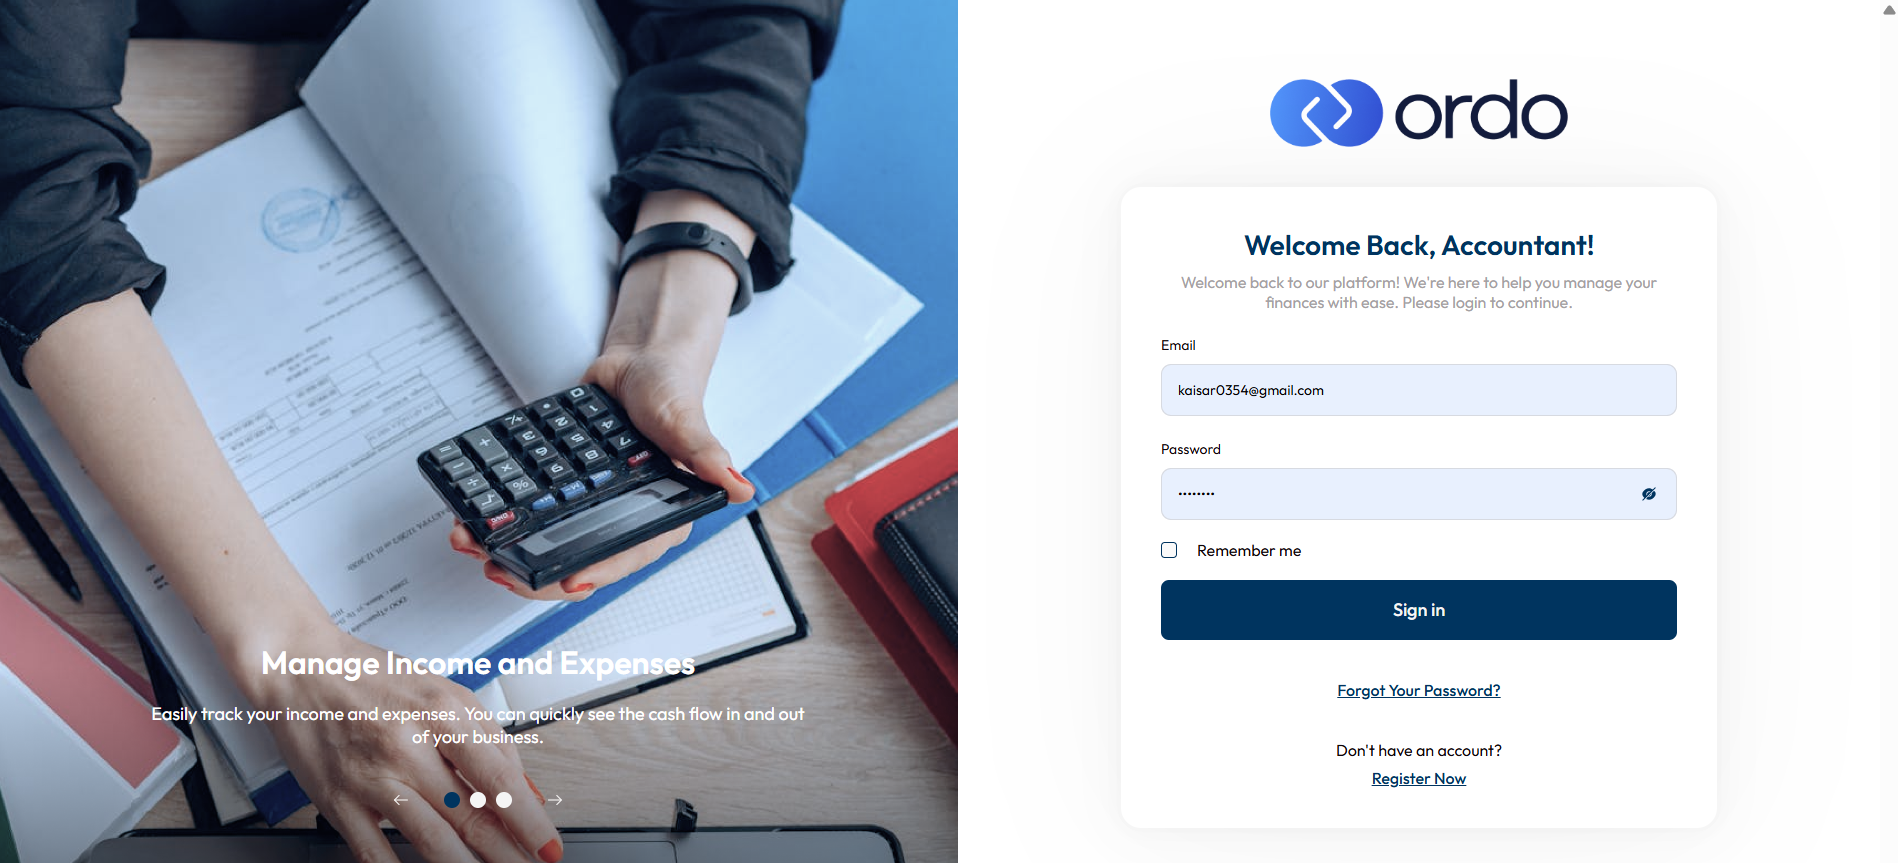 Manage Income and Expenses
Easily track your income and expenses. You can quickly see the cash flow in and out
of your business.
ordo
Welcome Back, Accountant!
Welcome back to our platform! We're here to help you manage your
finances with ease. Please login to continue.
Email
kaisar0354@gmail.com
Password
••••••••
Remember me
Sign in
Forgot Your Password?
Don't have an account?
Register Now